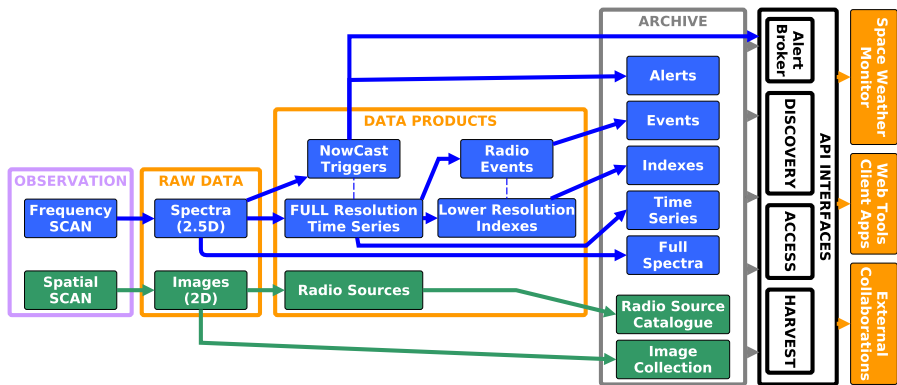 OBSERVATION
Frequency
SCAN
Spatial
SCAN
RAW DATA
Spectra
(2.5D)
Images
(2D)
DATA PRODUCTS
NowCast
Triggers
Radio
Events
FULL Resolution
Time Series
Lower Resolution
Indexes
Radio Sources
ARCHIVE
Alerts
Events
Indexes
Time
Series
Full
Spectra
Radio Source
Catalogue
Image
Collection
API INTERFACES
Alert
Broker
DISCOVERY
ACCESS
HARVEST
Space Weather
Monitor
Web Tools
Client Apps
External
Collaborations